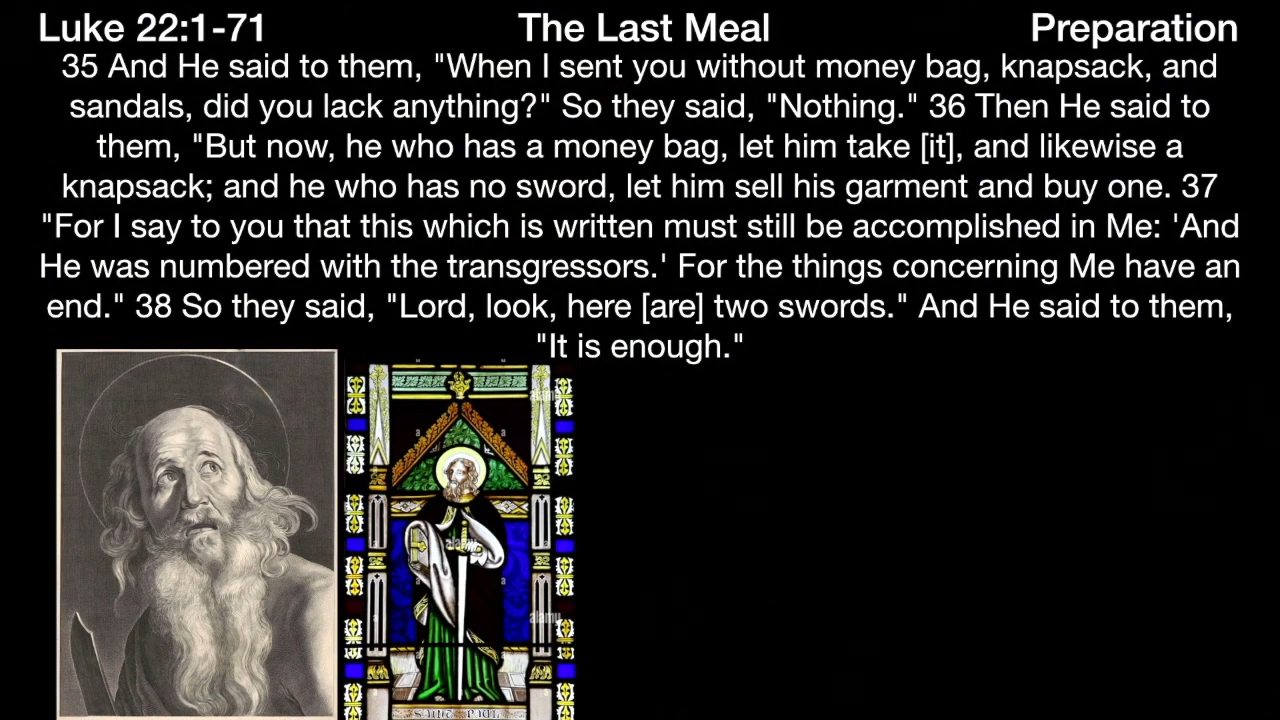 Luke 22:1-71 The Last Meal Preparation
35 And He said to them, "When I sent you without money bag, knapsack, and
sandals, did you lack anything?" So they said, "Nothing." 36 Then He said to
them, "But now, he who has a money bag, let him take [it], and likewise a
knapsack; and he who has no sword, let him sell his garment and buy one. 37
"For I say to you that this which is written must still be accomplished in Me: 'And
He was numbered with the transgressors.' For the things concerning Me have an
end." 38 So they said, "Lord, look, here [are] two swords." And He said to them,
"It is enough."
alamy
alamy
alamy
SAINT PAUL